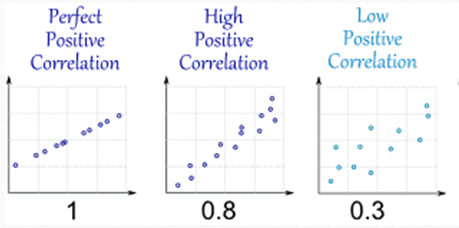 Perfect
Positive
Correlation
High
Positive
Correlation
Low
Positive
Correlation
1
0.8
0.3